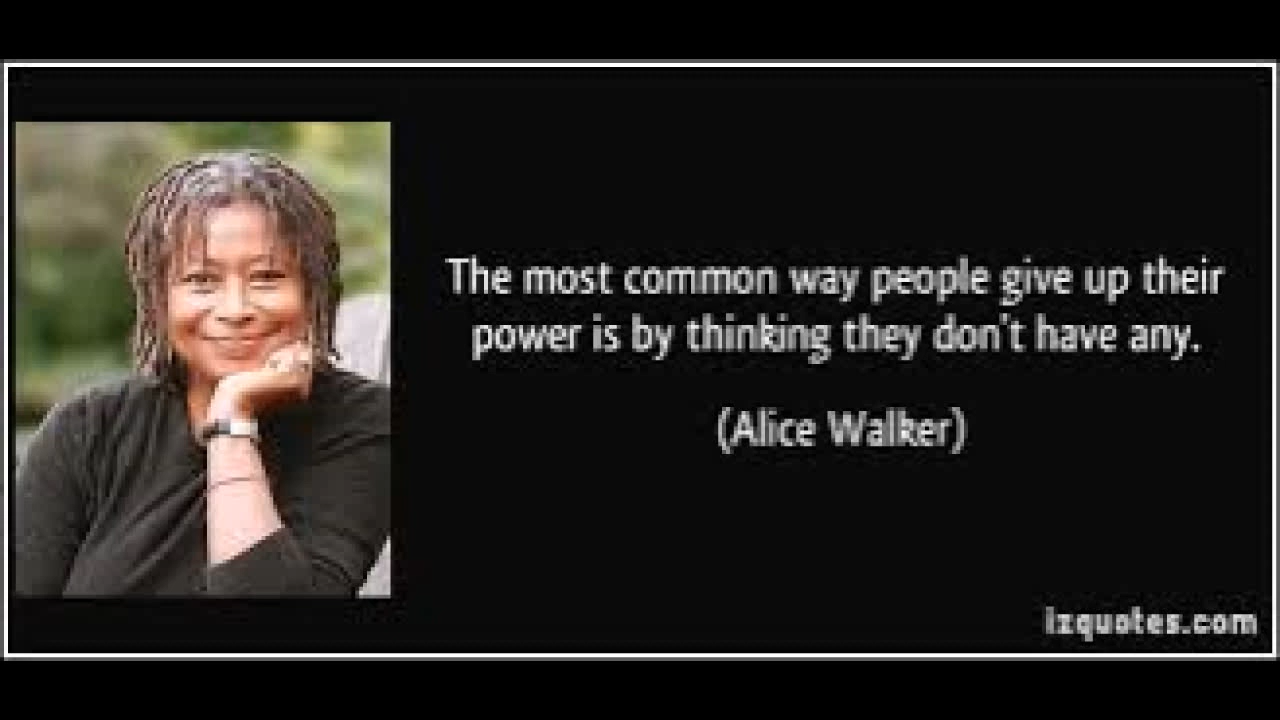 The most common way people give up their
power is by thinking they don't have any.
(Alice Walker)
izquotes.com